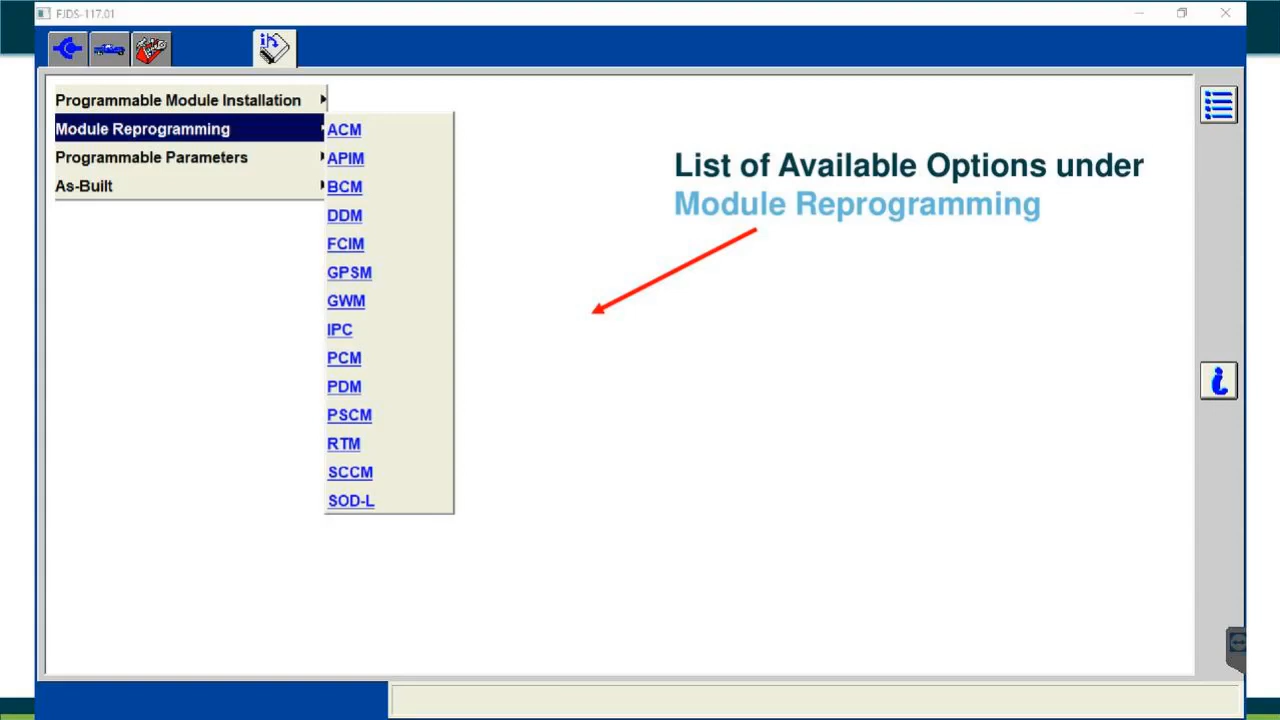 FJDS-117.01
Programmable Module Installation
Module Reprogramming
Programmable Parameters
As-Built
ACM
APIM
BCM
DDM
FCIM
GPSM
GWM
IPC
PCM
PDM
PSCM
RTM
SCCM
SOD-L
List of Available Options under
Module Reprogramming